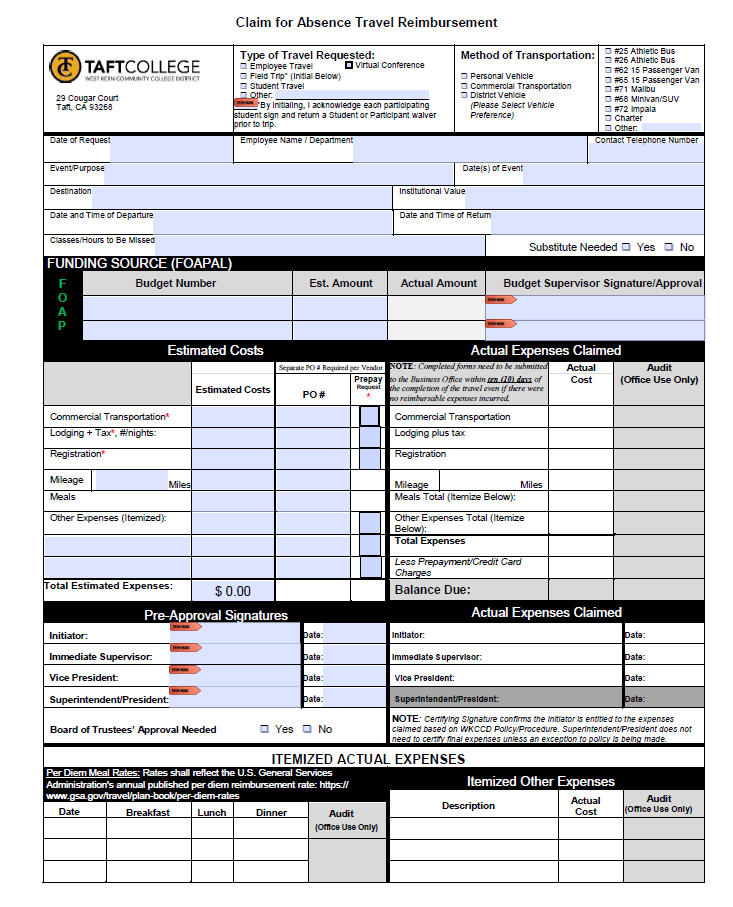 Claim for Absence Travel Reimbursement
TC TAFTCOLLEGE
WEST KERN COMMUNITY COLLEGE DISTRICT
29 Cougar Court
Taft, CA 93268
Type of Travel Requested:
Employee Travel Virtual Conference
Field Trip* (Initial Below)
Student Travel
Other:
*By Initialing, I acknowledge each participating
student sign and return a Student or Participant waiver
prior to trip.
Method of Transportation:
Personal Vehicle
Commercial Transportation
District Vehicle
(Please Select Vehicle
Preference)
#25 Athletic Bus
#26 Athletic Bus
#62 15 Passenger Van
#65 15 Passenger Van
#71 Malibu
#68 Minivan/SUV
#72 Impala
Charter
Other:
Date of Request Employee Name / Department Contact Telephone Number
Event/Purpose Date(s) of Event
Destination Institutional Value
Date and Time of Departure Date and Time of Return
Classes/Hours to Be Missed Substitute Needed Yes No
FUNDING SOURCE (FOAPAL)
F
O
A
P
Budget Number Est. Amount Actual Amount Budget Supervisor Signature/Approval
Estimated Costs Actual Expenses Claimed
Separate PO # Required per Vendor
Estimated Costs PO # Prepay
Request
*
NOTE: Completed forms need to be submitted
to the Business Office within ten (10) days of
the completion of the travel even if there were
no reimbursable expenses incurred.
Actual
Cost
Audit
(Office Use Only)
Commercial Transportation* Commercial Transportation
Lodging + Tax*, #/nights: Lodging plus tax
Registration* Registration
Mileage Miles Mileage Miles
Meals Meals Total (Itemize Below):
Other Expenses (Itemized): Other Expenses Total (Itemize
Below):
Total Expenses
Less Prepayment/Credit Card
Charges
Total Estimated Expenses: $ 0.00 Balance Due:
Pre-Approval Signatures Actual Expenses Claimed
Initiator: Date: Initiator: Date:
Immediate Supervisor: Date: Immediate Supervisor: Date:
Vice President: Date: Vice President: Date:
Superintendent/President: Date: Superintendent/President: Date:
Board of Trustees' Approval Needed Yes No
NOTE: Certifying Signature confirms the initiator is entitled to the expenses
claimed based on WKCCD Policy/Procedure. Superintendent/President does not
need to certify final expenses unless an exception to policy is being made.
ITEMIZED ACTUAL EXPENSES
Per Diem Meal Rates: Rates shall reflect the U.S. General Services
Administration's annual published per diem reimbursement rate: https://
www.gsa.gov/travel/plan-book/per-diem-rates
Itemized Other Expenses
Date Breakfast Lunch Dinner Audit
(Office Use Only)
Description Actual
Cost
Audit
(Office Use Only)